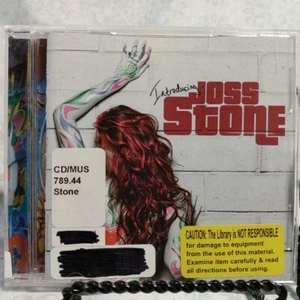 Introducing
JOSS
STONE
CD/MUS
789.44
Stone
CAUTION: The Library is NOT RESPONSIBLE
for damage to equipment
from the use of this material.
Examine item carefully & read
all directions before using.